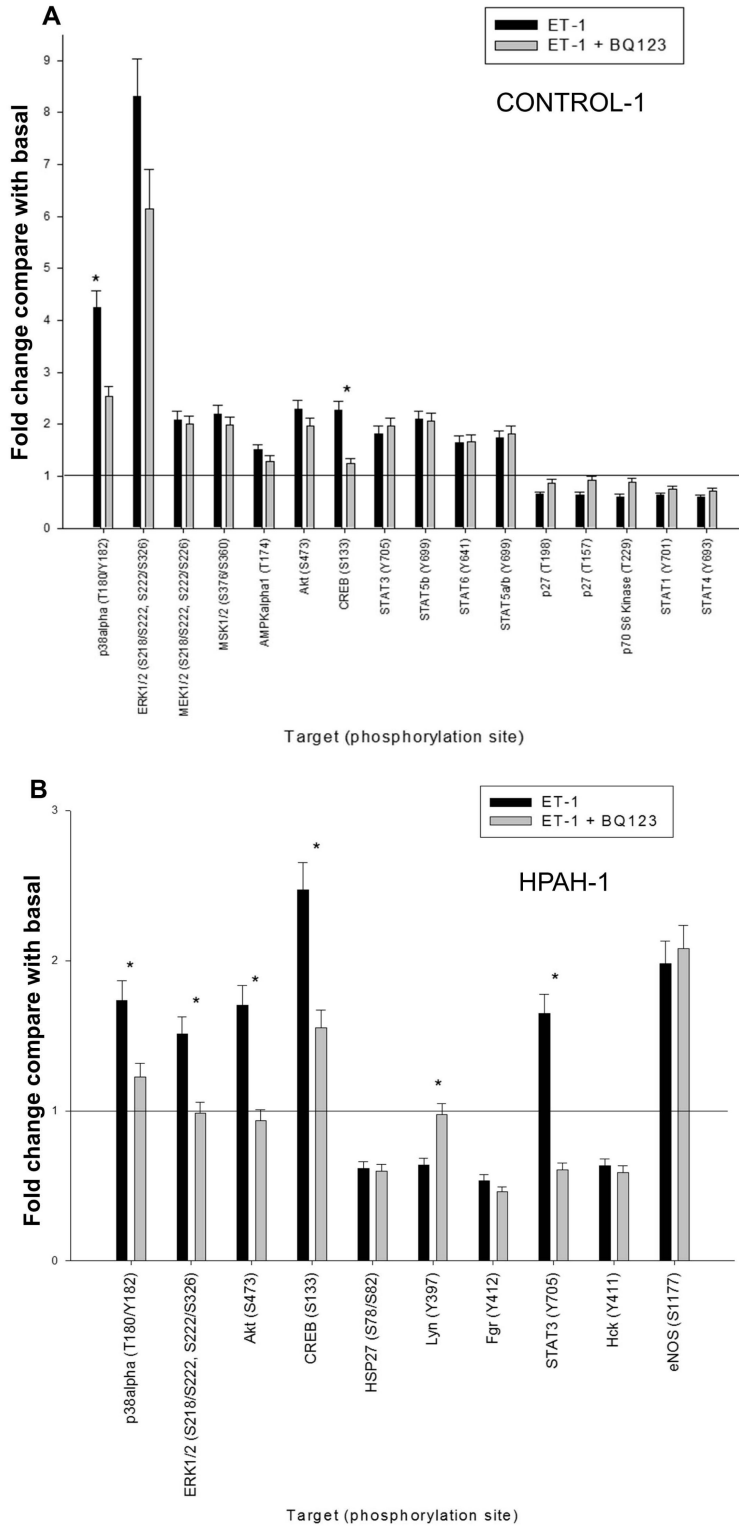 A
ET-1
ET-1 + BQ123
CONTROL-1
Fold change compare with basal
9
8
7
6
5
4
3
2
1
0
*
*
p38alpha (T180/Y182)
ERK1/2 (S218/S222, S222/S326)
MEK1/2 (S218/S222, S222/S226)
MSK1/2 (S376/S360)
AMPKalpha1 (T174)
Akt (S473)
CREB (S133)
STAT3 (Y705)
STAT5b (Y699)
STAT6 (Y641)
STAT5a/b (Y699)
p27 (T198)
p27 (T157)
p70 S6 Kinase (T229)
STAT1 (Y701)
STAT4 (Y693)
Target (phosphorylation site)
B
ET-1
ET-1 + BQ123
HPAH-1
Fold change compare with basal
3
2
1
0
*
*
*
*
*
*
p38alpha (T180/Y182)
ERK1/2 (S218/S222, S222/S326)
Akt (S473)
CREB (S133)
HSP27 (S78/S82)
Lyn (Y397)
Fgr (Y412)
STAT3 (Y705)
Hck (Y411)
eNOS (S1177)
Target (phosphorylation site)